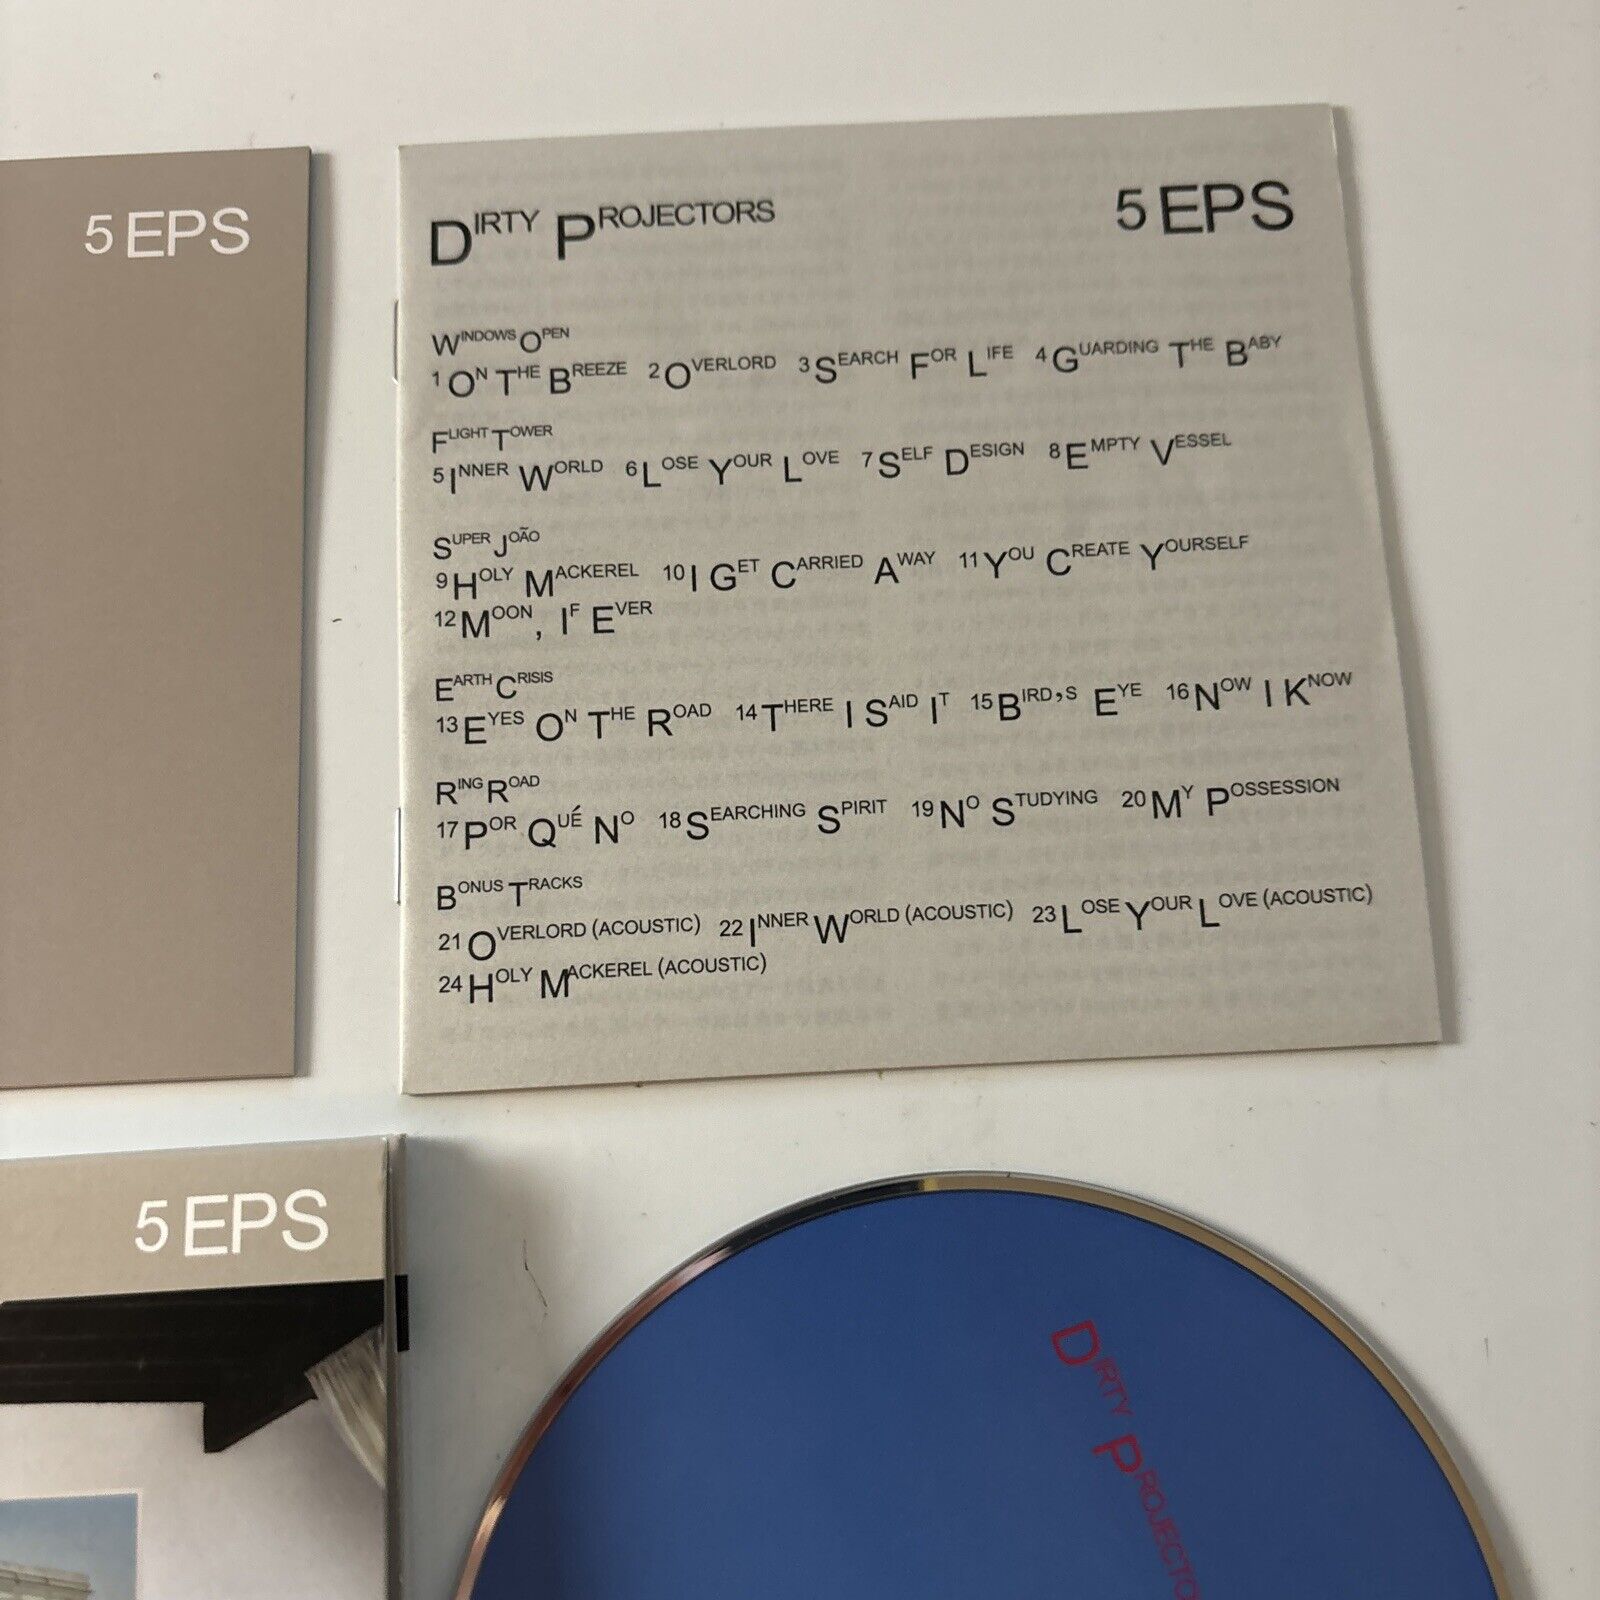 5 EPS
DIRTY PROJECTORS 5 EPS
WINDOWS OPEN
1 ON THE BREEZE 2 OVERLORD 3 SEARCH FOR LIFE 4 GUARDING THE BABY
FLIGHT TOWER
5 INNER WORLD 6 LOSE YOUR LOVE 7 SELF DESIGN 8 EMPTY VESSEL
SUPER JOÃO
9 HOLY MACKEREL 10 I GET CARRIED AWAY 11 YOU CREATE YOURSELF
12 MOON, IF EVER
EARTH CRISIS
13 EYES ON THE ROAD 14 THERE I SAID IT 15 BIRD,S EYE 16 NOW I KNOW
RING ROAD
17 POR QUÉ NO 18 SEARCHING SPIRIT 19 NO STUDYING 20 MY POSSESSION
BONUS TRACKS
21 OVERLORD (ACOUSTIC) 22 INNER WORLD (ACOUSTIC) 23 LOSE YOUR LOVE (ACOUSTIC)
24 HOLY MACKEREL (ACOUSTIC)
5 EPS
DIRTY PROJECTO